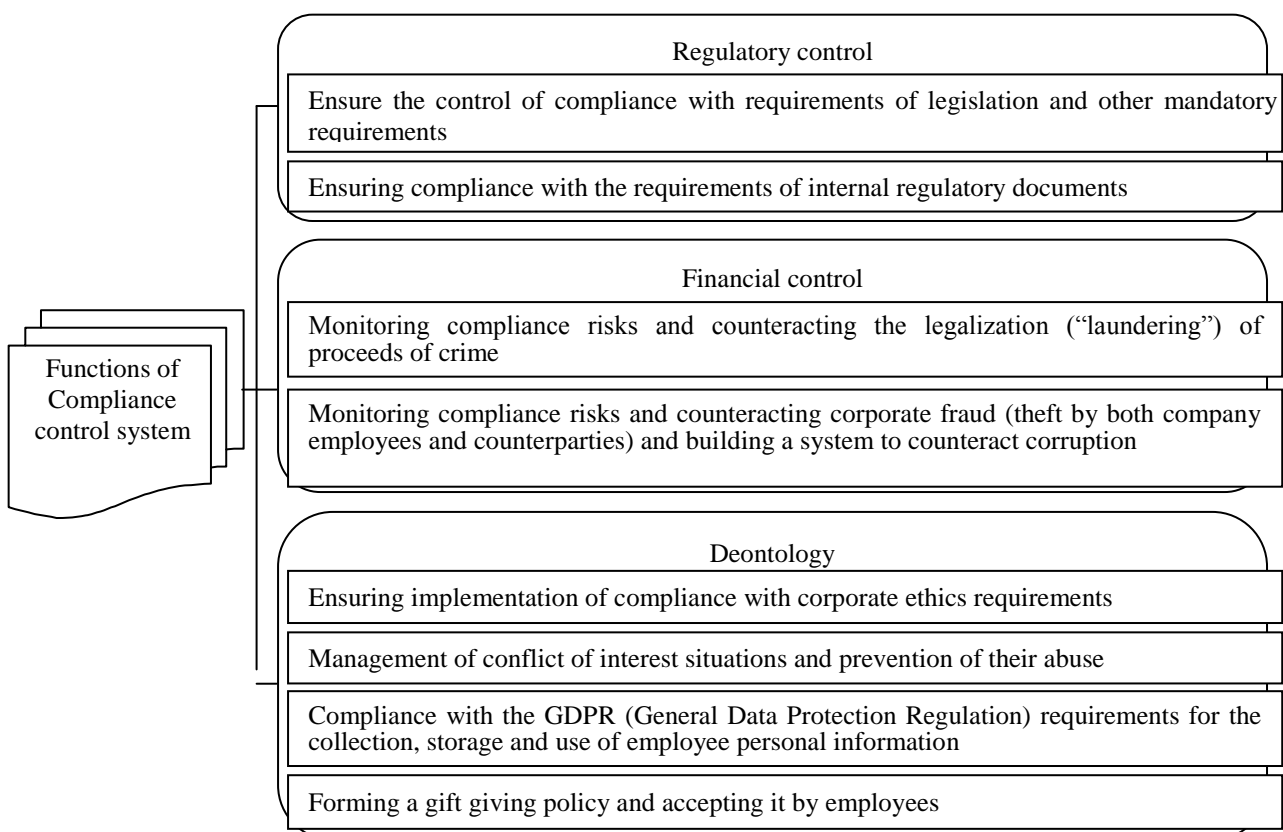 Regulatory control
Ensure the control of compliance with requirements of legislation and other mandatory
requirements
Ensuring compliance with the requirements of internal regulatory documents
Financial control
Monitoring compliance risks and counteracting the legalization (“laundering”) of
proceeds of crime
Functions of
Compliance
control system
Monitoring compliance risks and counteracting corporate fraud (theft by both company
employees and counterparties) and building a system to counteract corruption
Deontology
Ensuring implementation of compliance with corporate ethics requirements
Management of conflict of interest situations and prevention of their abuse
Compliance with the GDPR (General Data Protection Regulation) requirements for the
collection, storage and use of employee personal information
Forming a gift giving policy and accepting it by employees